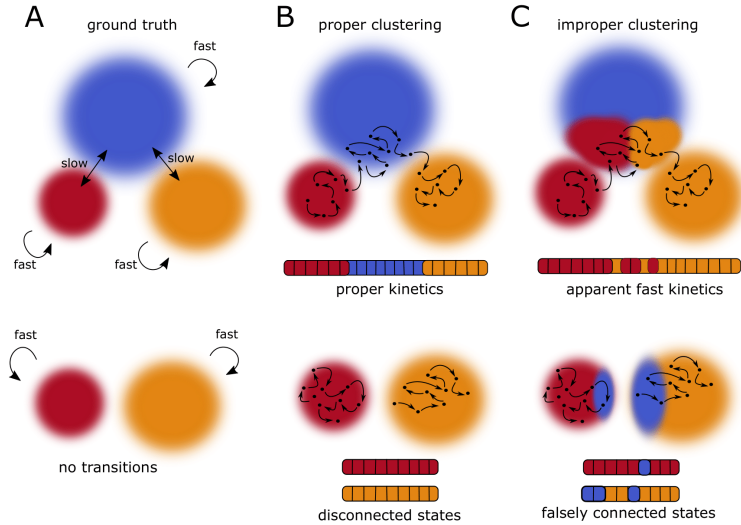 A
ground truth
fast
slow
slow
fast
fast
B
proper clustering
proper kinetics
C
improper clustering
apparent fast kinetics
fast
fast
no transitions
disconnected states
falsely connected states